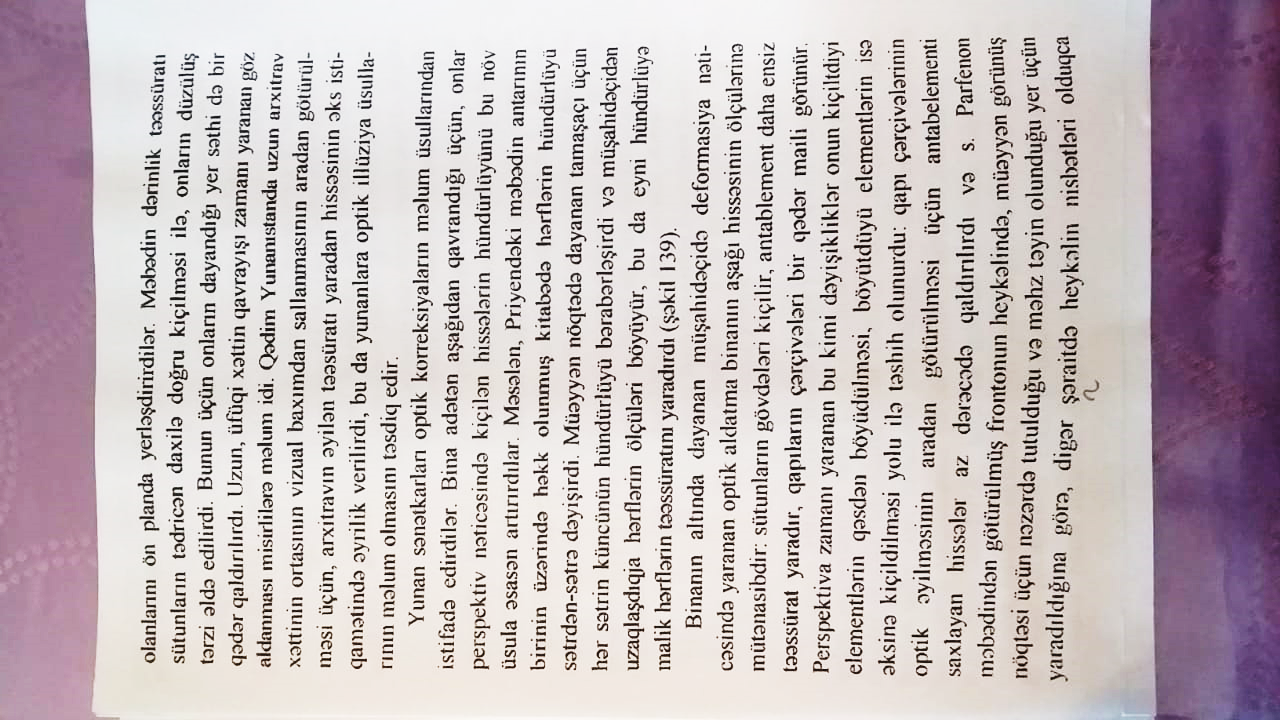 olanlarını ön planda yerləşdirirdilər. Məbədin dərinlik təəssüratı
sütunların tədricən daxilə doğru kiçilməsi ilə, onların düzülüş
tərzi əldə edilirdi. Bunun üçün onların dayandığı yer səthi də bir
qədər qaldırılırdı. Uzun, üfüqi xəttin qavrayışı zamanı yaranan göz
aldanması misirlilərə məlum idi. Qədim Yunanıstanda uzun arxitrav
xəttinin ortasının vizual baxımdan sallanmasının aradan götürül-
məsi üçün, arxitravın əyilən təəsüratı yaradan hissəsinin əks isti-
qamətində əyrilik verilirdi, bu da yunanlara optik illüziya üsulla-
rının məlum olmasını təsdiq edir.
Yunan sənətkarları optik korreksiyaların məlum üsullarından
istifadə edirdilər. Bina adətən aşağıdan qavrandığı üçün, onlar
perspektiv nəticəsində kiçilən hissələrin hündürlüyünü bu növ
üsula əsasən artırırdılar. Məsələn, Priyendəki məbədin antarının
birinin üzərində həkk olunmuş kitabədə hərflərin hündürlüyü
sətrdən-sətrə dəyişirdi. Müəyyən nöqtədə dayanan tamaşaçı üçün
hər sətrin küncünün hündürlüyü bərabərləşirdi və müşahidəçidən
uzaqlaşdıqja hərflərin ölçüləri böyüyür, bu da eyni hündürlüyə
malik hərflərin təəssüratını yaradırdı (şəkil 139).
Binanın altında dayanan müşahidəçidə deformasiya nəti-
cəsində yaranan optik aldatma binanın aşağı hissəsinin ölçülərinə
mütənasibdir: sütunların gövdələri kiçilir, antablement daha ensiz
təəssürat yaradır, qapıların çərçivələri bir qədər maili görünür.
Perspektiva zamanı yaranan bu kimi dəyişikliklər onun kiçiltdiyi
elementlərin qəsdən böyüdülməsi, böyütdüyü elementlərin isə
əksinə kiçildilməsi yolu ilə təshih olunurdu: qapı çərçivələrinin
optik əyilməsinin aradan götürülməsi üçün antabelementi
saxlayan hissələr az dərəcədə qaldırılırdı və s. Parfenon
məbədindən götürülmüş frontonun heykəlində, müəyyən görünüş
nöqləsi üçün nəzərdə tutulduğu və məhz təyin olunduğu yer üçün
yaradıldığına görə, digər şəraitdə heykəlin nisbətləri olduqca